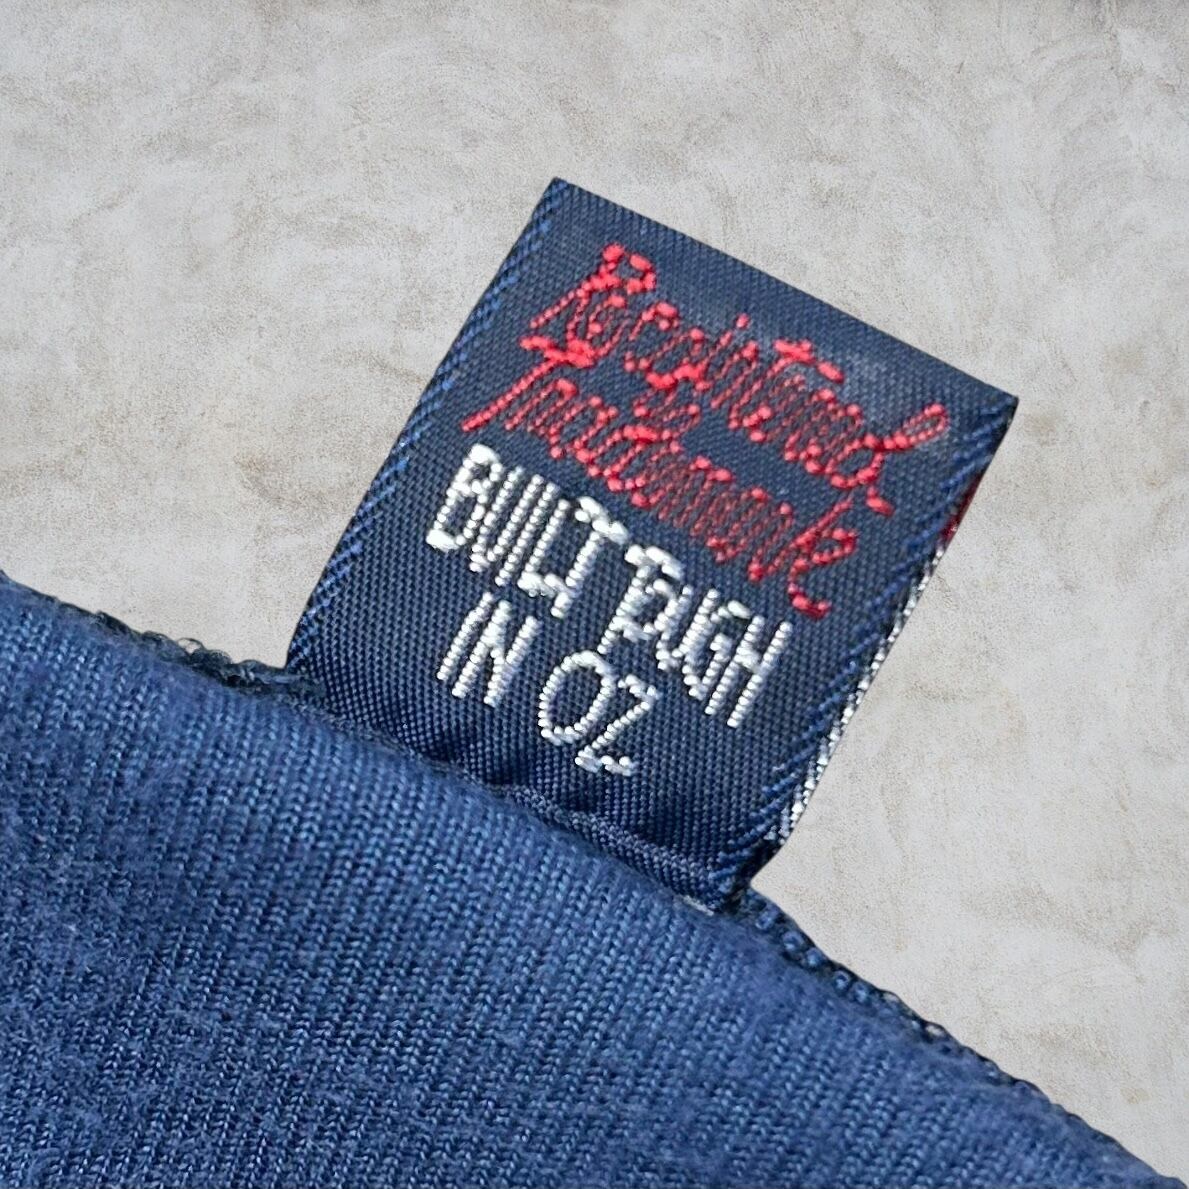 Registered
Trademark
BUILT TOUGH
IN OZ